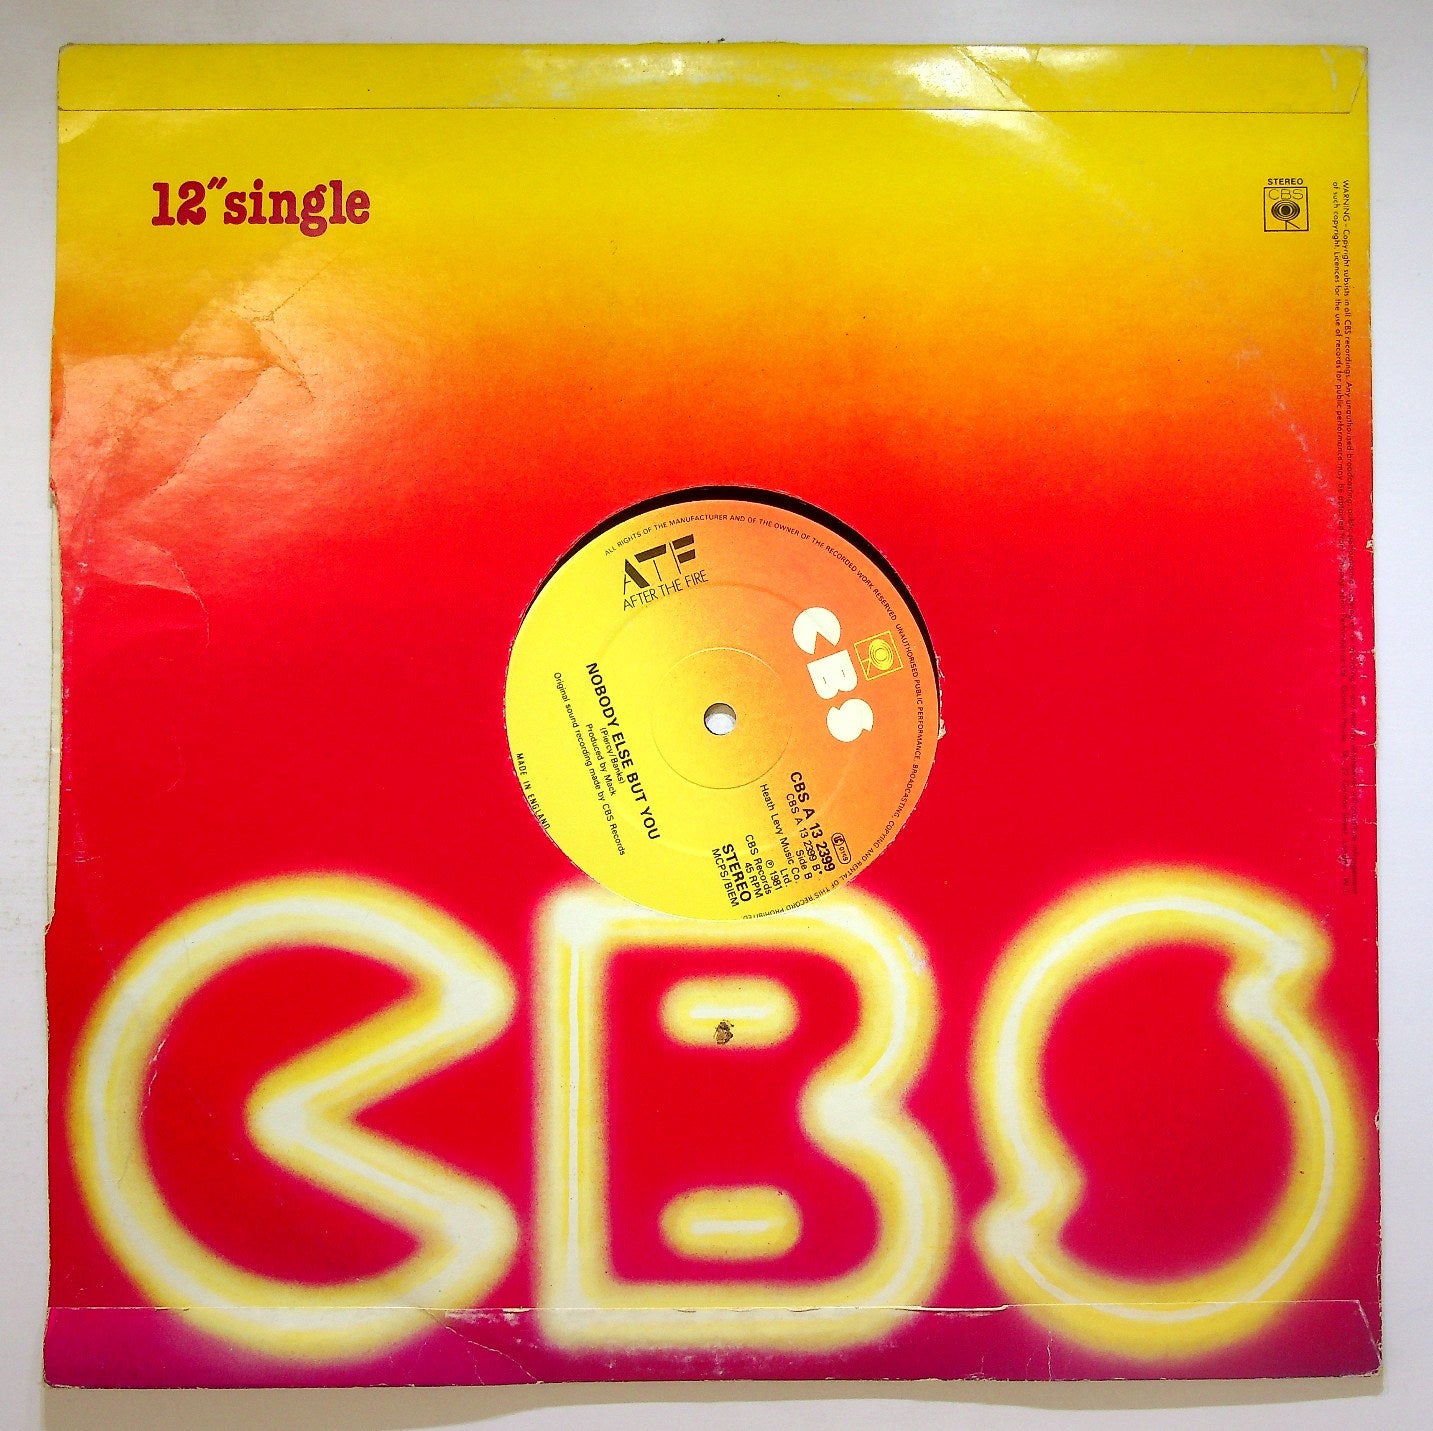 12" single
STEREO
CBS
WARNING - Copyright subsists in all CBS recordings. Any unauthorised broadcasting, public
of such copyright. Licences for the use of records for public performance may be obtained from
ALL RIGHTS OF THE MANUFACTURER AND OF THE OWNER OF THE RECORDED WORK RESERVED. UNAUTHORISED PUBLIC PERFORMANCE, BROADCASTING, COPYING AND RENTAL OF THIS RECORD PROHIBITED
ATF
AFTER THE FIRE
CBS
NOBODY ELSE BUT YOU
(Piercy/Banks)
Produced by Mack
Original sound recording made by CBS Records
MADE IN ENGLAND
CBS A 13 2399
CBS A 13 2399 B*
Side B
Heath Levy Music Co.
Ltd.
℗ 1981
CBS Records
45 RPM
STEREO
MCPS/BIEM
CBS